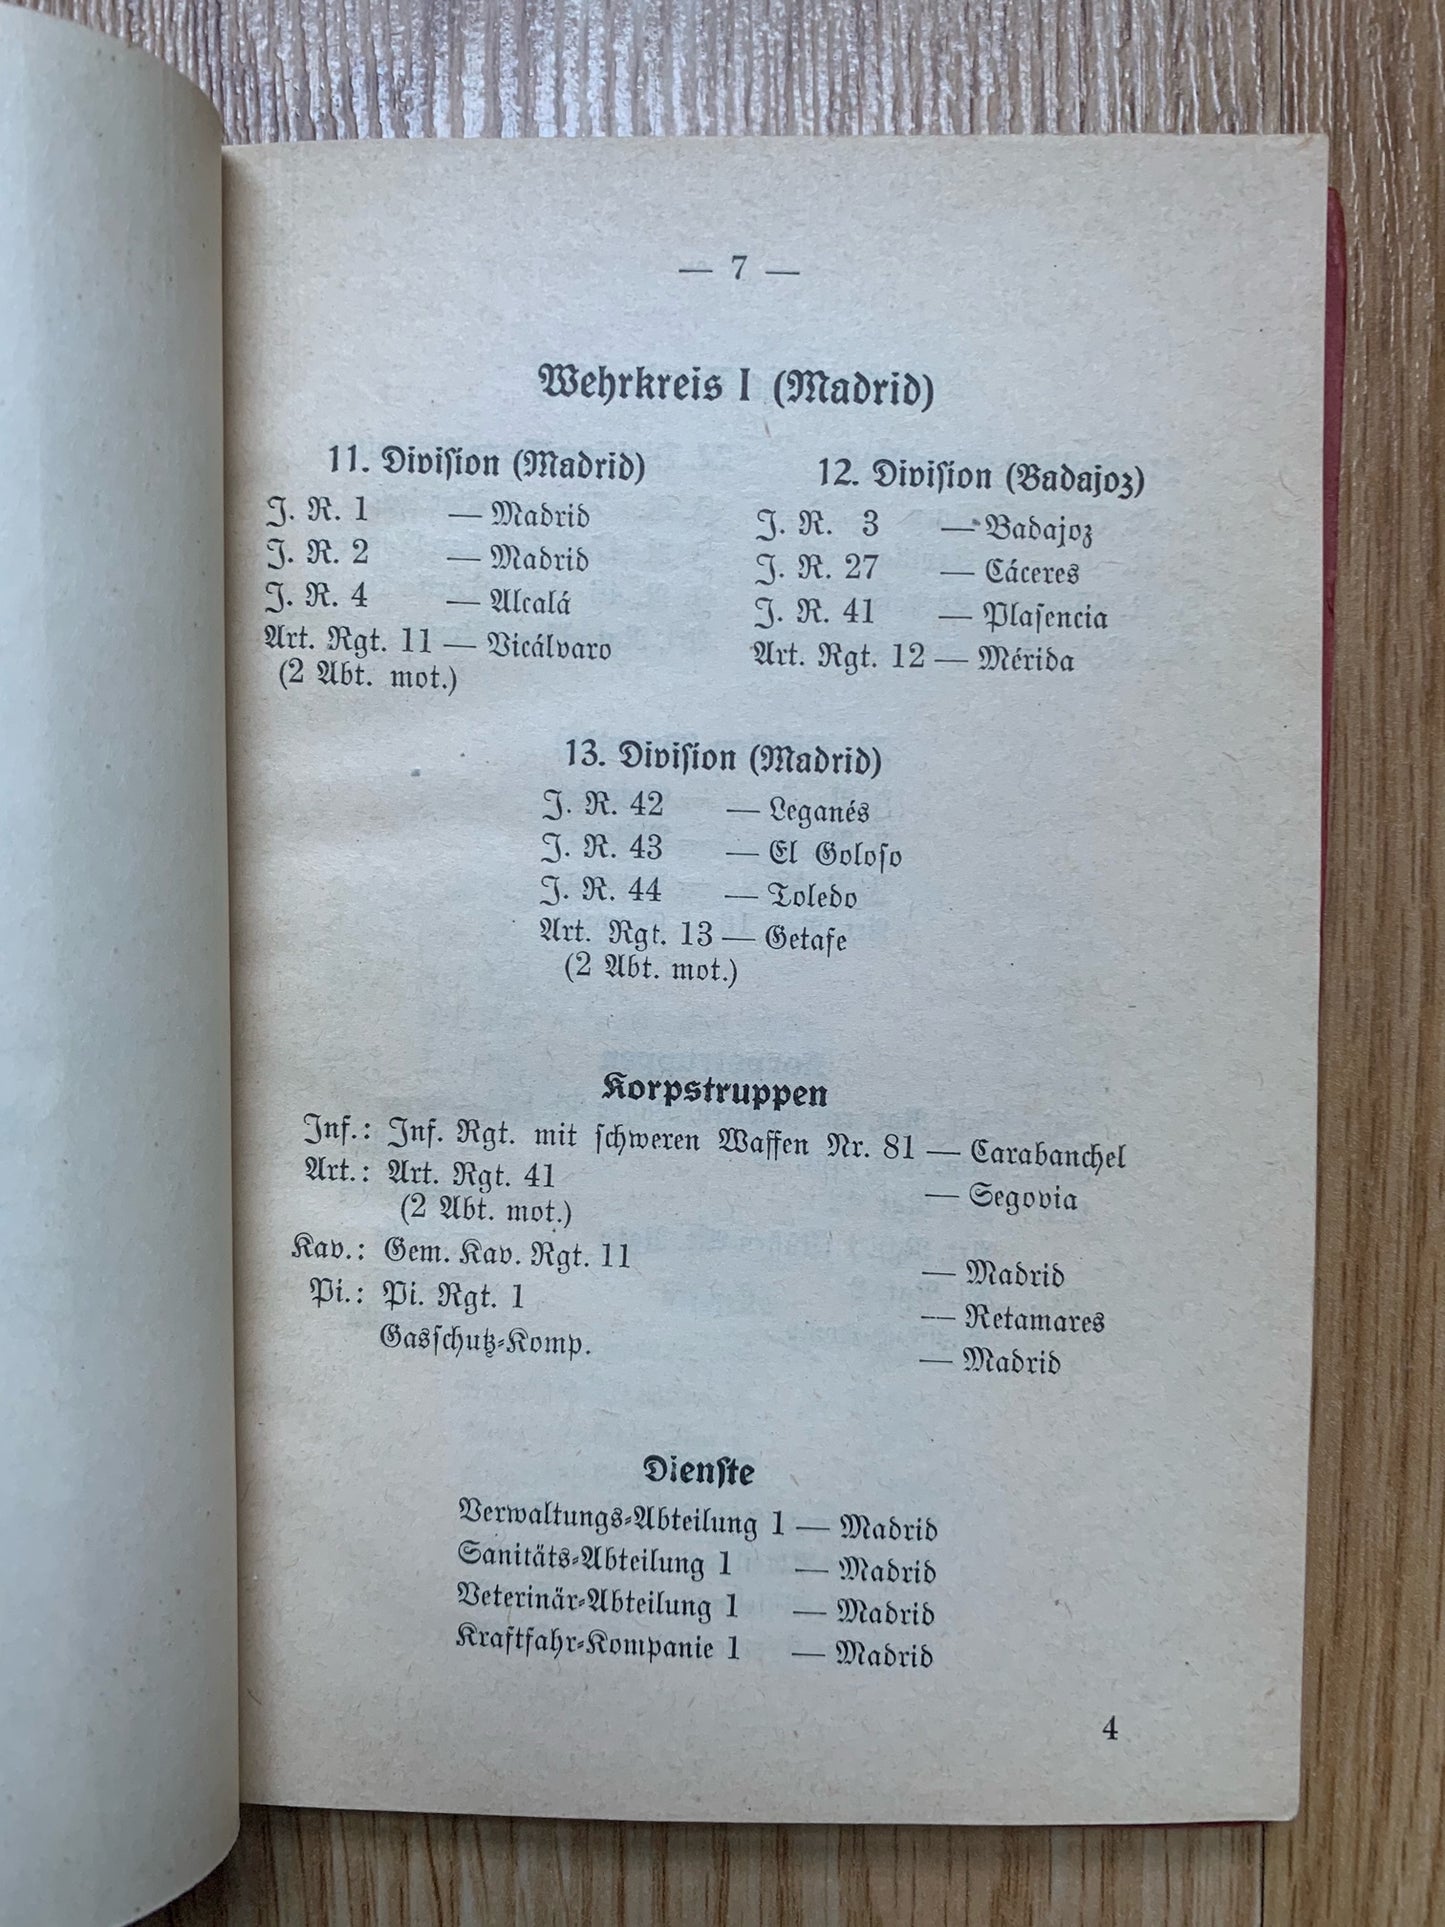 — 7 —
Wehrkreis I (Madrid)
11. Division (Madrid)
J. R. 1 — Madrid
J. R. 2 — Madrid
J. R. 4 — Alcalá
Art. Rgt. 11 — Vicálvaro
(2 Abt. mot.)
12. Division (Badajoz)
J. R. 3 — Badajoz
J. R. 27 — Cáceres
J. R. 41 — Plasencia
Art. Rgt. 12 — Mérida
13. Division (Madrid)
J. R. 42 — Leganés
J. R. 43 — El Goloso
J. R. 44 — Toledo
Art. Rgt. 13 — Getafe
(2 Abt. mot.)
Korpstruppen
Inf.: Inf. Rgt. mit schweren Waffen Nr. 81 — Carabanchel
Art.: Art. Rgt. 41 — Segovia
(2 Abt. mot.)
Kav.: Gem. Kav. Rgt. 11 — Madrid
Pi.: Pi. Rgt. 1 — Retamares
Gasschutz-Komp. — Madrid
Dienste
Verwaltungs-Abteilung 1 — Madrid
Sanitäts-Abteilung 1 — Madrid
Veterinär-Abteilung 1 — Madrid
Kraftfahr-Kompanie 1 — Madrid
4